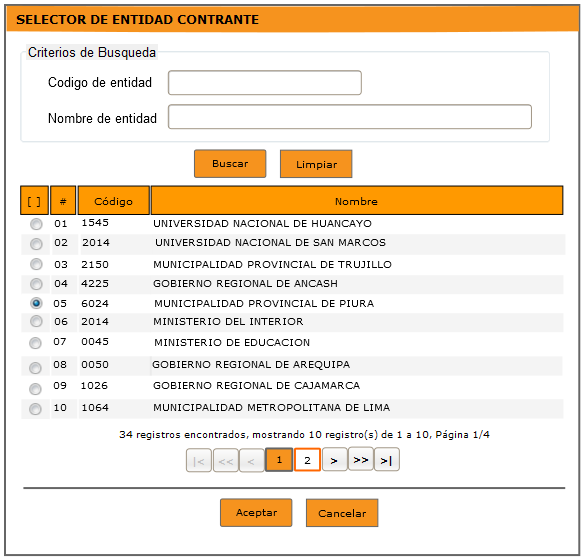 SELECTOR DE ENTIDAD CONTRANTE
Criterios de Busqueda
Codigo de entidad
Nombre de entidad
Buscar Limpiar
[ ] # Código Nombre
01 1545 UNIVERSIDAD NACIONAL DE HUANCAYO
02 2014 UNIVERSIDAD NACIONAL DE SAN MARCOS
03 2150 MUNICIPALIDAD PROVINCIAL DE TRUJILLO
04 4225 GOBIERNO REGIONAL DE ANCASH
05 6024 MUNICIPALIDAD PROVINCIAL DE PIURA
06 2014 MINISTERIO DEL INTERIOR
07 0045 MINISTERIO DE EDUCACION
08 0050 GOBIERNO REGIONAL DE AREQUIPA
09 1026 GOBIERNO REGIONAL DE CAJAMARCA
10 1064 MUNICIPALIDAD METROPOLITANA DE LIMA
34 registros encontrados, mostrando 10 registro(s) de 1 a 10, Página 1/4
|< << < 1 2 > >> >|
Aceptar Cancelar